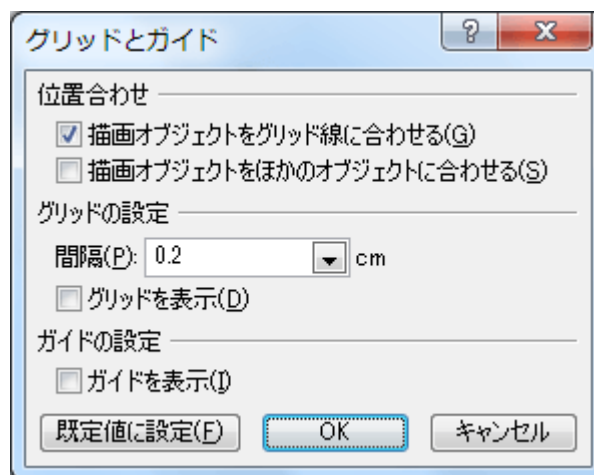 グリッドとガイド
位置合わせ
描画オブジェクトをグリッド線に合わせる(G)
描画オブジェクトをほかのオブジェクトに合わせる(S)
グリッドの設定
間隔(P): 0.2 cm
グリッドを表示(D)
ガイドの設定
ガイドを表示(I)
既定値に設定(F) OK キャンセル